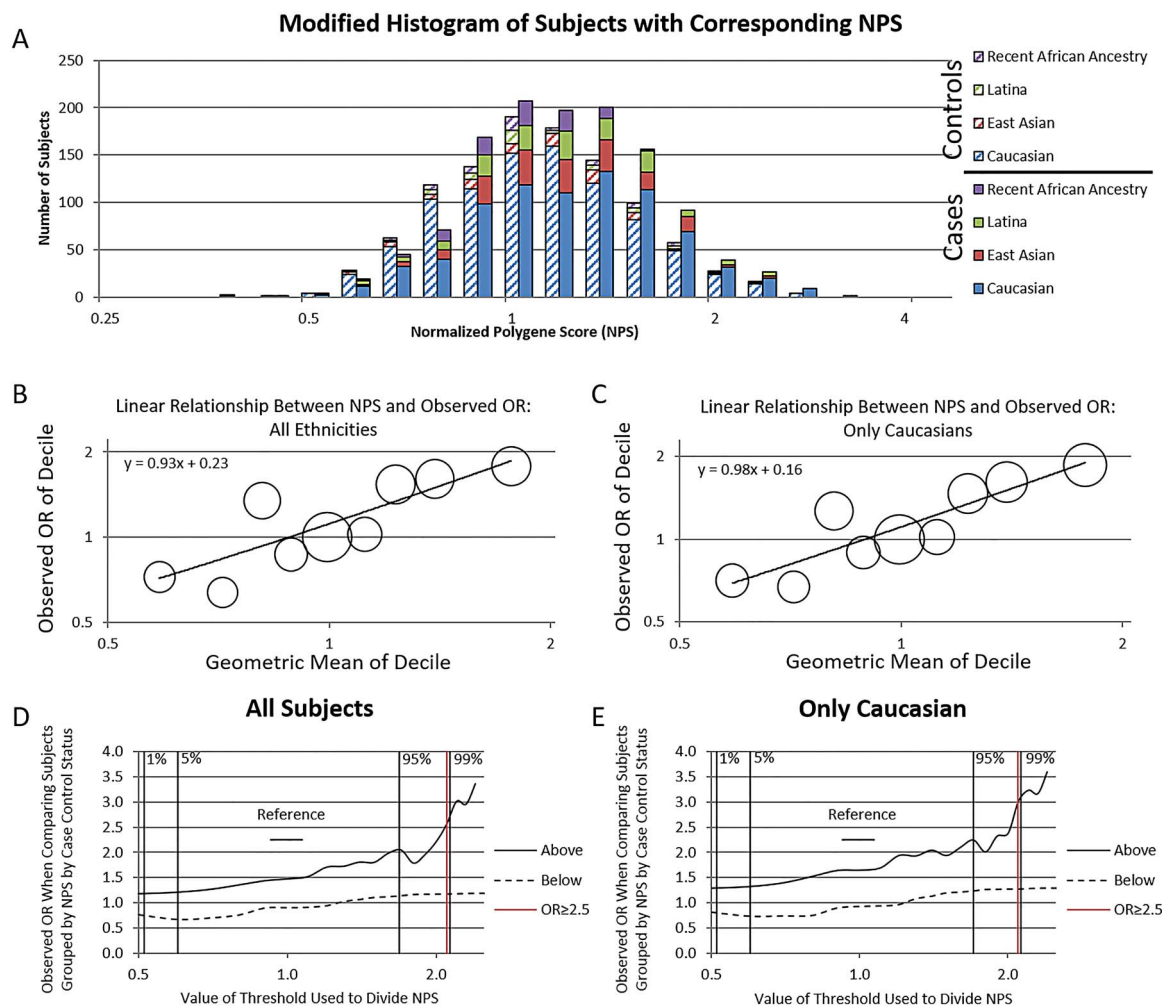 Modified Histogram of Subjects with Corresponding NPS
A
250
200
150
100
50
0
Number of Subjects
0.25
0.5
1
2
4
Normalized Polygene Score (NPS)
Controls
Recent African Ancestry
Latina
East Asian
Caucasian
Cases
Recent African Ancestry
Latina
East Asian
Caucasian
B
Linear Relationship Between NPS and Observed OR:
All Ethnicities
y = 0.93x + 0.23
Observed OR of Decile
2
1
0.5
0.5
1
2
Geometric Mean of Decile
C
Linear Relationship Between NPS and Observed OR:
Only Caucasians
y = 0.98x + 0.16
Observed OR of Decile
2
1
0.5
0.5
1
2
Geometric Mean of Decile
D
All Subjects
Observed OR When Comparing Subjects
Grouped by NPS by Case Control Status
4.0
3.5
3.0
2.5
2.0
1.5
1.0
0.5
0.0
1%
5%
95%
99%
Reference
Above
Below
OR≥2.5
0.5
1.0
2.0
Value of Threshold Used to Divide NPS
E
Only Caucasian
Observed OR When Comparing Subjects
Grouped by NPS by Case Control Status
4.0
3.5
3.0
2.5
2.0
1.5
1.0
0.5
0.0
1%
5%
95%
99%
Reference
Above
Below
OR≥2.5
0.5
1.0
2.0
Value of Threshold Used to Divide NPS